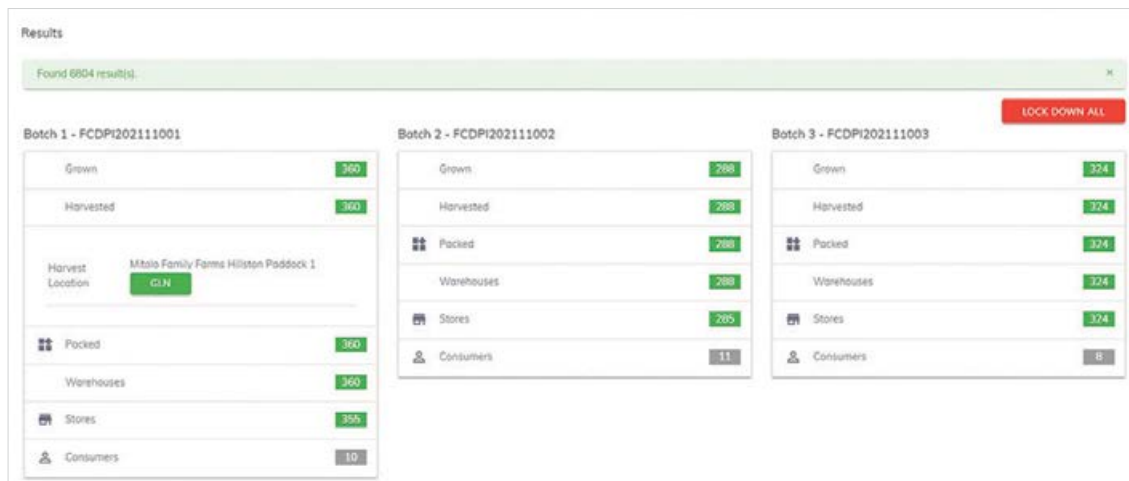 Results
Found 6804 result(s).
×
LOCK DOWN ALL
Batch 1 - FCDPI202111001
Grown 360
Harvested 360
Harvest Location
Mitolo Family Farms Hillston Paddock 1
GLN
Packed 360
Warehouses 360
Stores 355
Consumers 10
Batch 2 - FCDPI202111002
Grown 288
Harvested 288
Packed 288
Warehouses 288
Stores 285
Consumers 11
Batch 3 - FCDPI202111003
Grown 324
Harvested 324
Packed 324
Warehouses 324
Stores 324
Consumers 8